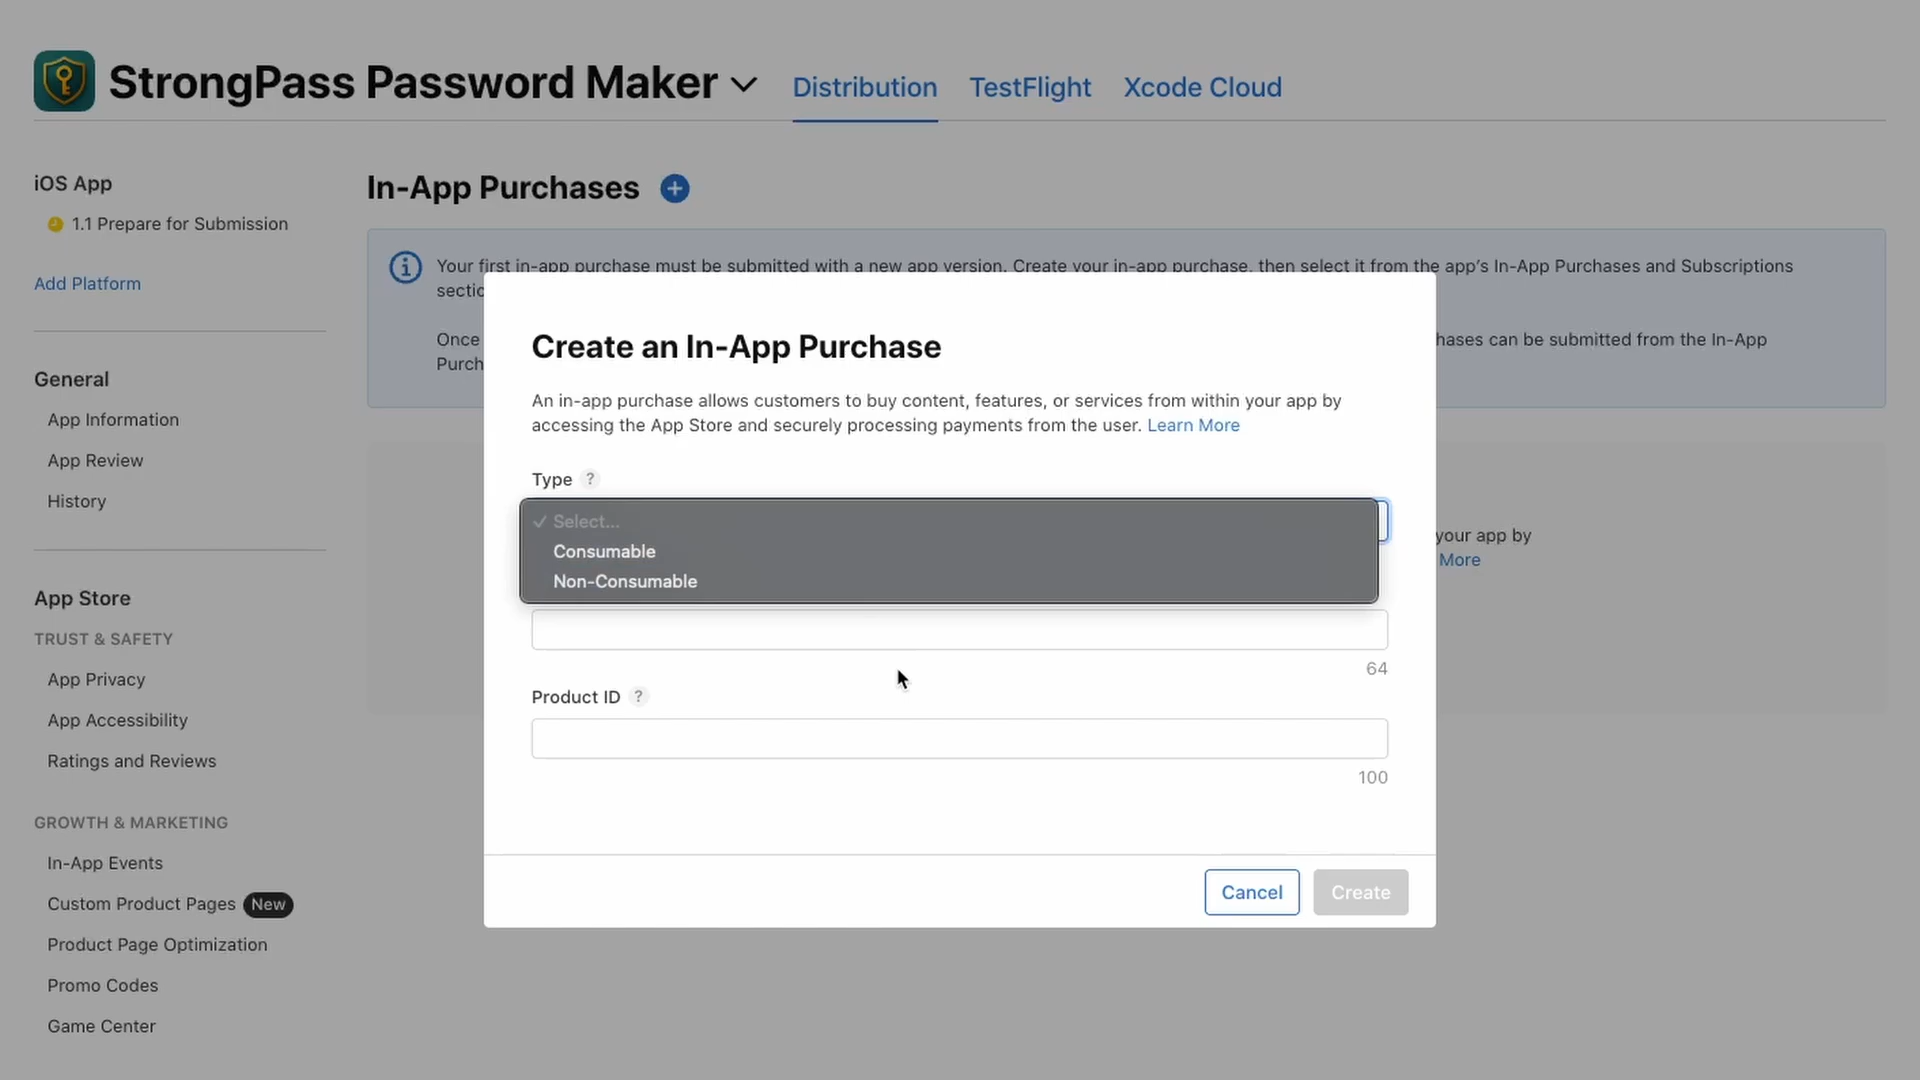 StrongPass Password Maker
Distribution
TestFlight
Xcode Cloud
iOS App
1.1 Prepare for Submission
Add Platform
General
App Information
App Review
History
App Store
TRUST & SAFETY
App Privacy
App Accessibility
Ratings and Reviews
GROWTH & MARKETING
In-App Events
Custom Product Pages New
Product Page Optimization
Promo Codes
Game Center
In-App Purchases
Your first in-app purchase must be submitted with a new app version. Create your in-app purchase, then select it from the app’s In-App Purchases and Subscriptions
Once
hases can be submitted from the In-App
Purch
your app by
More
Create an In-App Purchase
An in-app purchase allows customers to buy content, features, or services from within your app by
accessing the App Store and securely processing payments from the user. Learn More
Type ?
✓ Select...
Consumable
Non-Consumable
64
Product ID ?
100
Cancel
Create